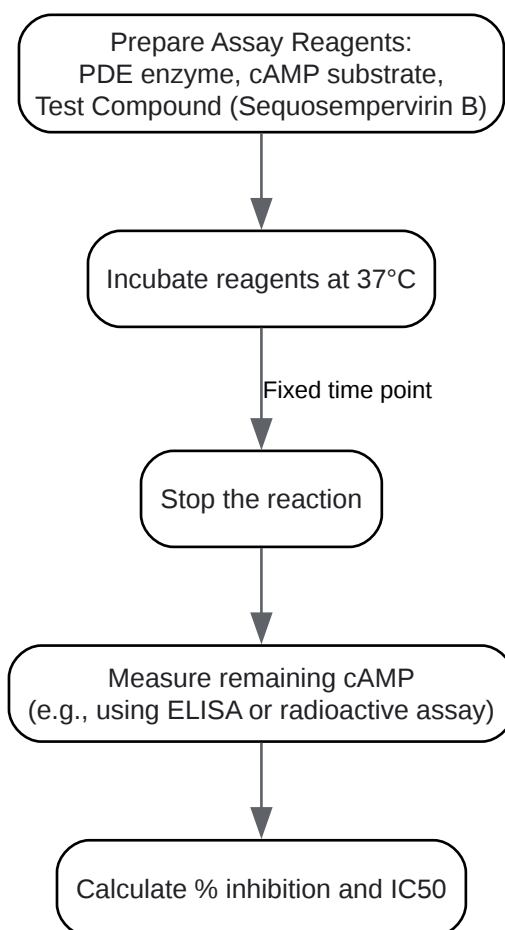 Prepare Assay Reagents:
PDE enzyme, cAMP substrate,
Test Compound (Sequosempervirin B)
Incubate reagents at 37°C
Fixed time point
Stop the reaction
Measure remaining cAMP
(e.g., using ELISA or radioactive assay)
Calculate % inhibition and IC50